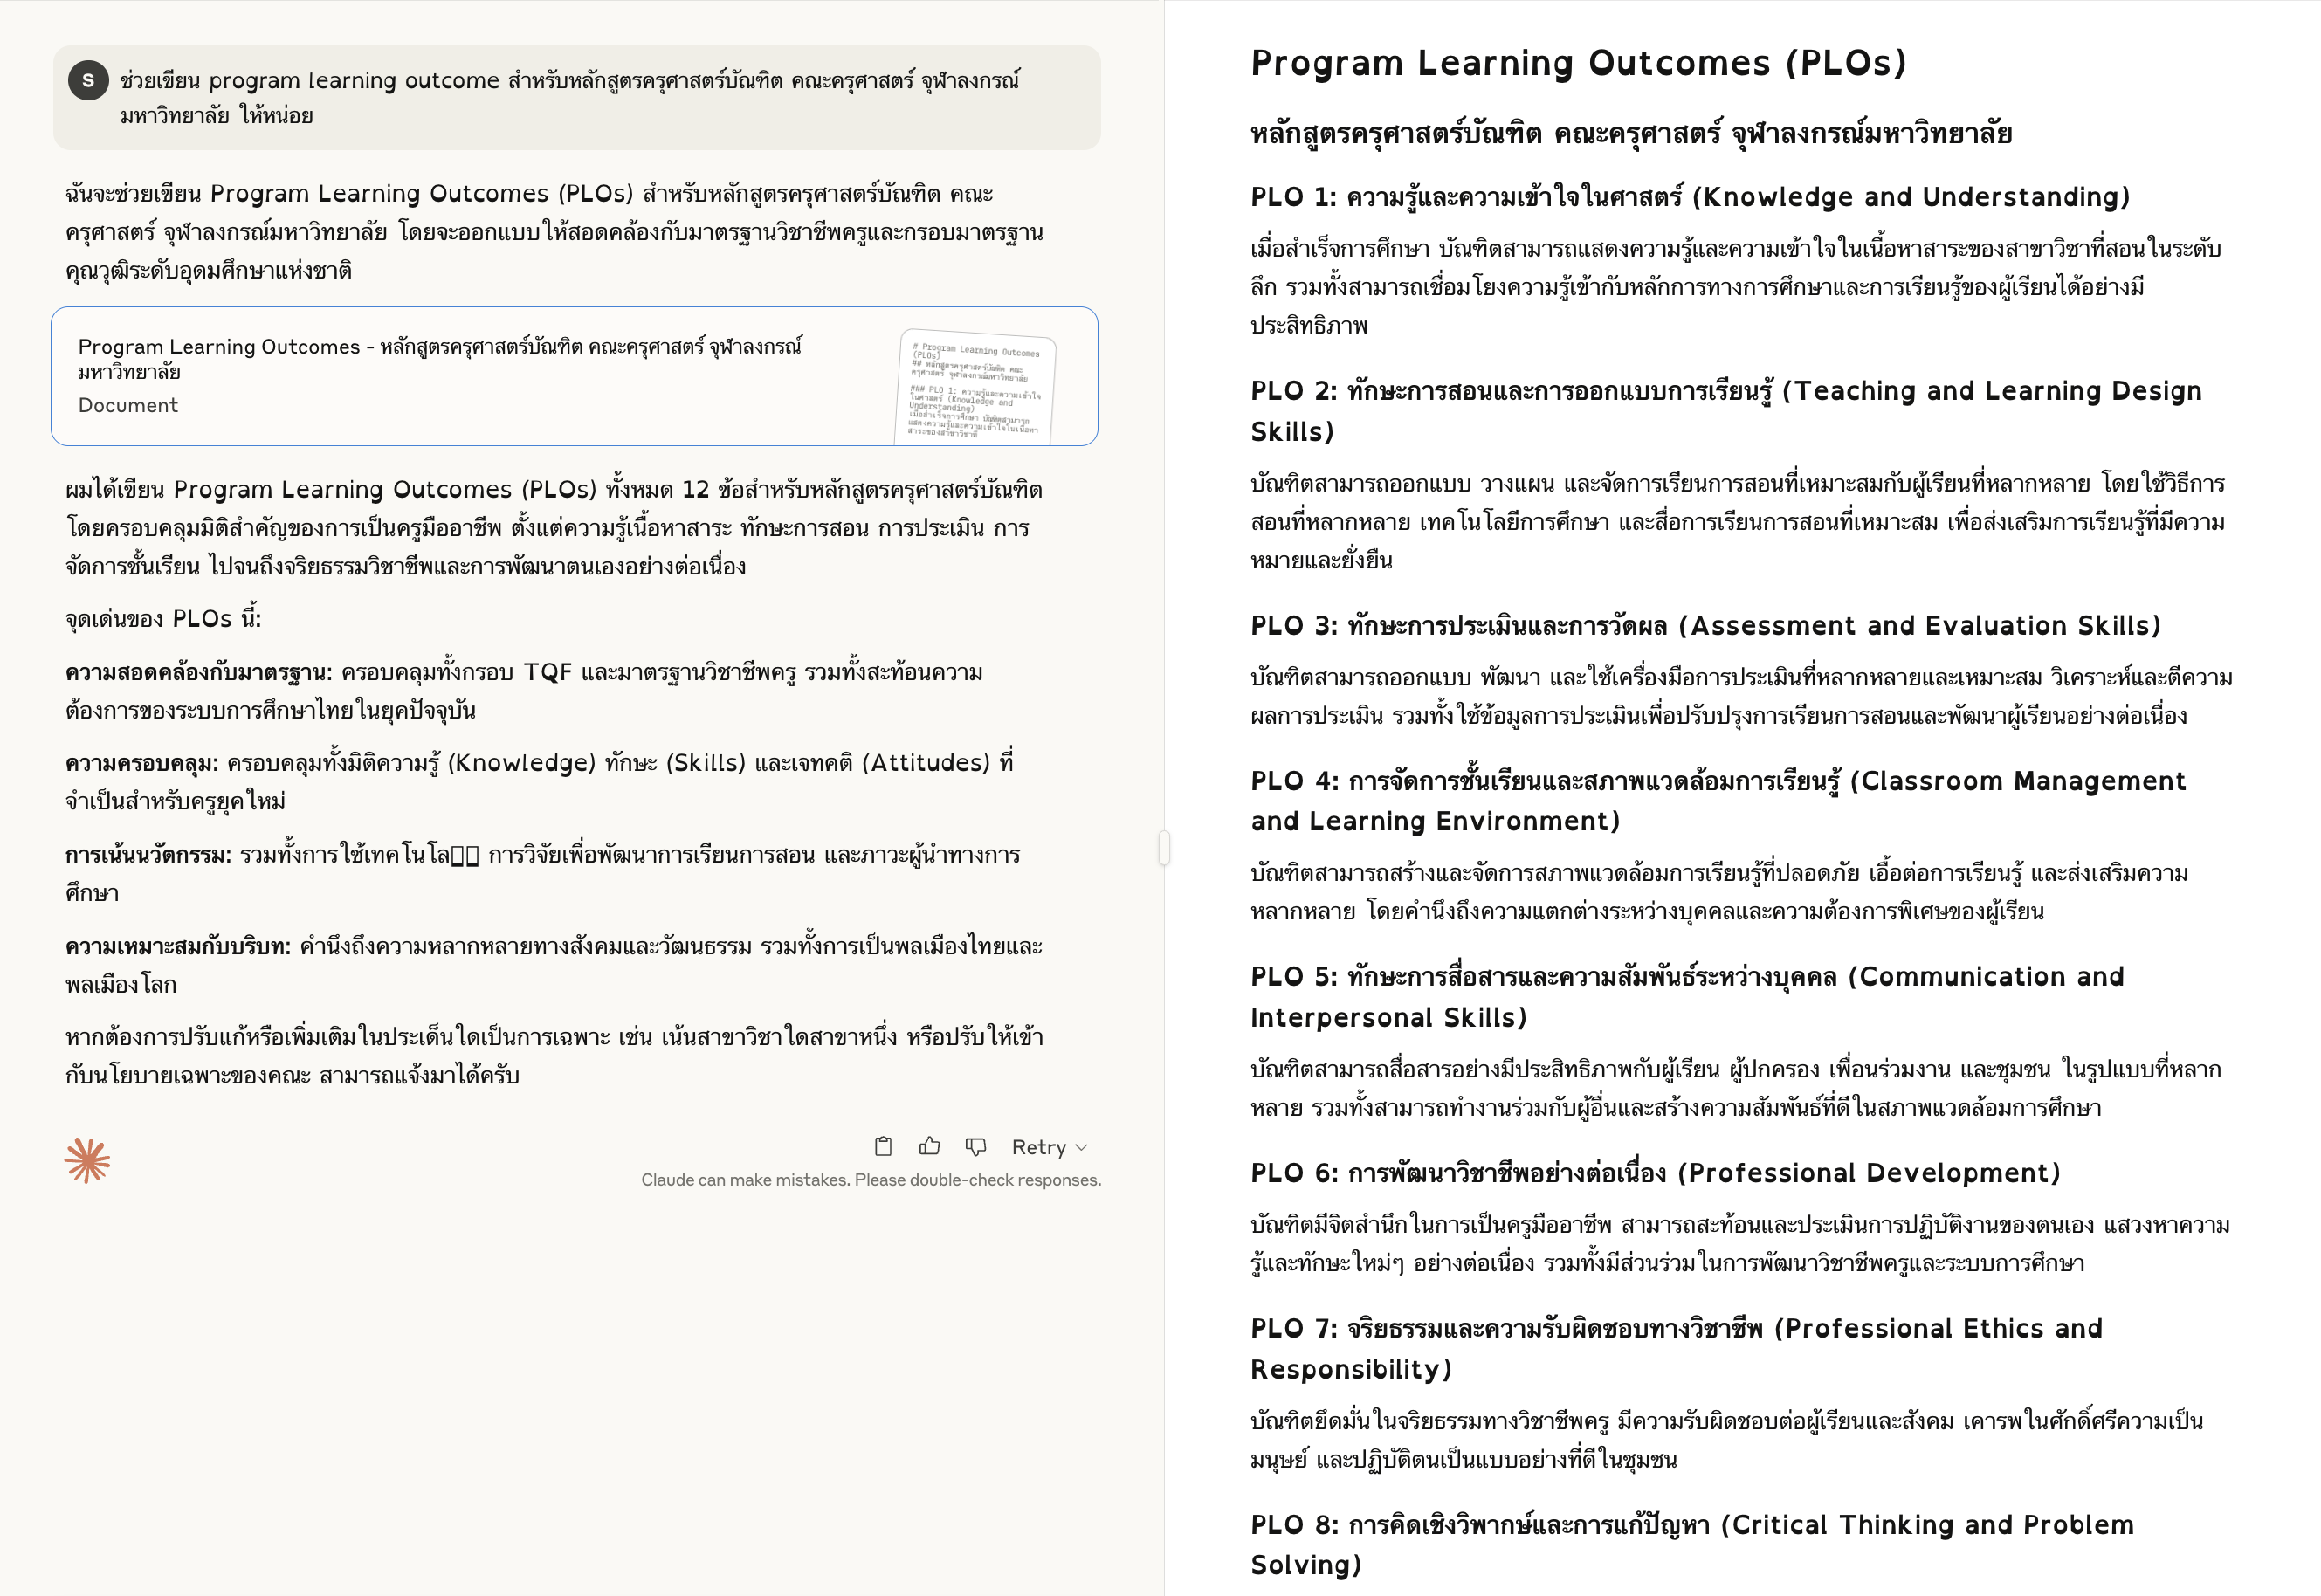 S
ช่วยเขียน program learning outcome สำหรับหลักสูตรครุศาสตร์บัณฑิต คณะครุศาสตร์ จุฬาลงกรณ์
มหาวิทยาลัย ให้หน่อย
ฉันจะช่วยเขียน Program Learning Outcomes (PLOs) สำหรับหลักสูตรครุศาสตร์บัณฑิต คณะ
ครุศาสตร์ จุฬาลงกรณ์มหาวิทยาลัย โดยจะออกแบบให้สอดคล้องกับมาตรฐานวิชาชีพครูและกรอบมาตรฐาน
คุณวุฒิระดับอุดมศึกษาแห่งชาติ
Program Learning Outcomes - หลักสูตรครุศาสตร์บัณฑิต คณะครุศาสตร์ จุฬาลงกรณ์
มหาวิทยาลัย
Document
# Program Learning Outcomes
(PLOs)
## หลักสูตรครุศาสตร์บัณฑิต คณะ
ครุศาสตร์ จุฬาลงกรณ์มหาวิทยาลัย
### PLO 1: ความรู้และความเข้าใจ
ในศาสตร์ (Knowledge and
Understanding)
เมื่อสำเร็จการศึกษา บัณฑิตสามารถ
แสดงความรู้และความเข้าใจในเนื้อหา
สาระของสาขาวิชาที่
ผมได้เขียน Program Learning Outcomes (PLOs) ทั้งหมด 12 ข้อสำหรับหลักสูตรครุศาสตร์บัณฑิต
โดยครอบคลุมมิติสำคัญของการเป็นครูมืออาชีพ ตั้งแต่ความรู้เนื้อหาสาระ ทักษะการสอน การประเมิน การ
จัดการชั้นเรียน ไปจนถึงจริยธรรมวิชาชีพและการพัฒนาตนเองอย่างต่อเนื่อง
จุดเด่นของ PLOs นี้:
ความสอดคล้องกับมาตรฐาน: ครอบคลุมทั้งกรอบ TQF และมาตรฐานวิชาชีพครู รวมทั้งสะท้อนความ
ต้องการของระบบการศึกษาไทยในยุคปัจจุบัน
ความครอบคลุม: ครอบคลุมทั้งมิติความรู้ (Knowledge) ทักษะ (Skills) และเจทคติ (Attitudes) ที่
จำเป็นสำหรับครูยุคใหม่
การเน้นนวัตกรรม: รวมทั้งการใช้เทคโนโล การวิจัยเพื่อพัฒนาการเรียนการสอน และภาวะผู้นำทางการ
ศึกษา
ความเหมาะสมกับบริบท: คำนึงถึงความหลากหลายทางสังคมและวัฒนธรรม รวมทั้งการเป็นพลเมืองไทยและ
พลเมืองโลก
หากต้องการปรับแก้หรือเพิ่มเติมในประเด็นใดเป็นการเฉพาะ เช่น เน้นสาขาวิชาใดสาขาหนึ่ง หรือปรับให้เข้า
กับนโยบายเฉพาะของคณะ สามารถแจ้งมาได้ครับ
Retry
Claude can make mistakes. Please double-check responses.
Program Learning Outcomes (PLOs)
หลักสูตรครุศาสตร์บัณฑิต คณะครุศาสตร์ จุฬาลงกรณ์มหาวิทยาลัย
PLO 1: ความรู้และความเข้าใจในศาสตร์ (Knowledge and Understanding)
เมื่อสำเร็จการศึกษา บัณฑิตสามารถแสดงความรู้และความเข้าใจในเนื้อหาสาระของสาขาวิชาที่สอนในระดับ
ลึก รวมทั้งสามารถเชื่อมโยงความรู้เข้ากับหลักการทางการศึกษาและการเรียนรู้ของผู้เรียนได้อย่างมี
ประสิทธิภาพ
PLO 2: ทักษะการสอนและการออกแบบการเรียนรู้ (Teaching and Learning Design
Skills)
บัณฑิตสามารถออกแบบ วางแผน และจัดการเรียนการสอนที่เหมาะสมกับผู้เรียนที่หลากหลาย โดยใช้วิธีการ
สอนที่หลากหลาย เทคโนโลยีการศึกษา และสื่อการเรียนการสอนที่เหมาะสม เพื่อส่งเสริมการเรียนรู้ที่มีความ
หมายและยั่งยืน
PLO 3: ทักษะการประเมินและการวัดผล (Assessment and Evaluation Skills)
บัณฑิตสามารถออกแบบ พัฒนา และใช้เครื่องมือการประเมินที่หลากหลายและเหมาะสม วิเคราะห์และตีความ
ผลการประเมิน รวมทั้งใช้ข้อมูลการประเมินเพื่อปรับปรุงการเรียนการสอนและพัฒนาผู้เรียนอย่างต่อเนื่อง
PLO 4: การจัดการชั้นเรียนและสภาพแวดล้อมการเรียนรู้ (Classroom Management
and Learning Environment)
บัณฑิตสามารถสร้างและจัดการสภาพแวดล้อมการเรียนรู้ที่ปลอดภัย เอื้อต่อการเรียนรู้ และส่งเสริมความ
หลากหลาย โดยคำนึงถึงความแตกต่างระหว่างบุคคลและความต้องการพิเศษของผู้เรียน
PLO 5: ทักษะการสื่อสารและความสัมพันธ์ระหว่างบุคคล (Communication and
Interpersonal Skills)
บัณฑิตสามารถสื่อสารอย่างมีประสิทธิภาพกับผู้เรียน ผู้ปกครอง เพื่อนร่วมงาน และชุมชน ในรูปแบบที่หลาก
หลาย รวมทั้งสามารถทำงานร่วมกับผู้อื่นและสร้างความสัมพันธ์ที่ดีในสภาพแวดล้อมการศึกษา
PLO 6: การพัฒนาวิชาชีพอย่างต่อเนื่อง (Professional Development)
บัณฑิตมีจิตสำนึกในการเป็นครูมืออาชีพ สามารถสะท้อนและประเมินการปฏิบัติงานของตนเอง แสวงหาความ
รู้และทักษะใหม่ๆ อย่างต่อเนื่อง รวมทั้งมีส่วนร่วมในการพัฒนาวิชาชีพครูและระบบการศึกษา
PLO 7: จริยธรรมและความรับผิดชอบทางวิชาชีพ (Professional Ethics and
Responsibility)
บัณฑิตยึดมั่นในจริยธรรมทางวิชาชีพครู มีความรับผิดชอบต่อผู้เรียนและสังคม เคารพในศักดิ์ศรีความเป็น
มนุษย์ และปฏิบัติตนเป็นแบบอย่างที่ดีในชุมชน
PLO 8: การคิดเชิงวิพากษ์และการแก้ปัญหา (Critical Thinking and Problem
Solving)